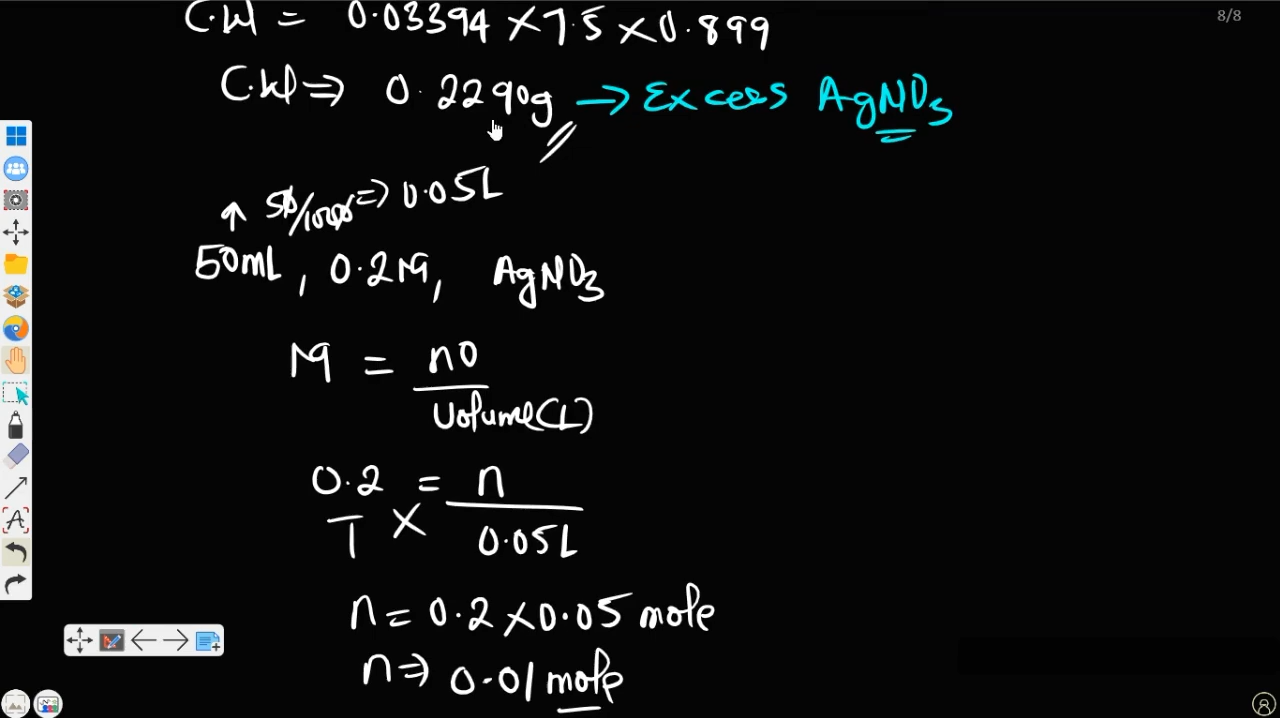 8/8
C.W = 0.03394 × 7.5 × 0.899
C.W ⇒ 0.2290g → Excess AgNO3
↑ 50/1000 ⇒ 0.05L
50mL, 0.2M, AgNO3
M = no
Volume(L)
0.2 = n
1 × 0.05L
n = 0.2 × 0.05 mole
n ⇒ 0.01 mole